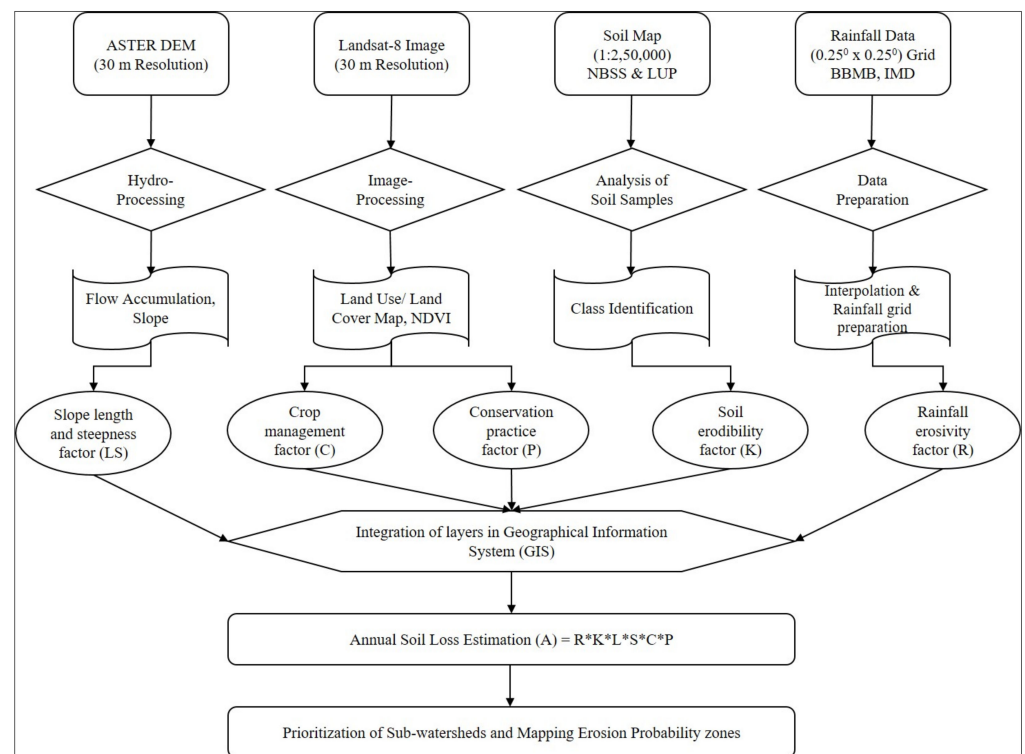 ASTER DEM
(30 m Resolution)
Landsat-8 Image
(30 m Resolution)
Soil Map
(1:2,50,000)
NBSS & LUP
Rainfall Data
(0.25⁰ x 0.25⁰) Grid
BBMB, IMD
Hydro-
Processing
Image-
Processing
Analysis of
Soil Samples
Data
Preparation
Flow Accumulation,
Slope
Land Use/ Land
Cover Map, NDVI
Class Identification
Interpolation &
Rainfall grid
preparation
Slope length
and steepness
factor (LS)
Crop
management
factor (C)
Conservation
practice
factor (P)
Soil
erodibility
factor (K)
Rainfall
erosivity
factor (R)
Integration of layers in Geographical Information
System (GIS)
Annual Soil Loss Estimation (A) = R*K*L*S*C*P
Prioritization of Sub-watersheds and Mapping Erosion Probability zones